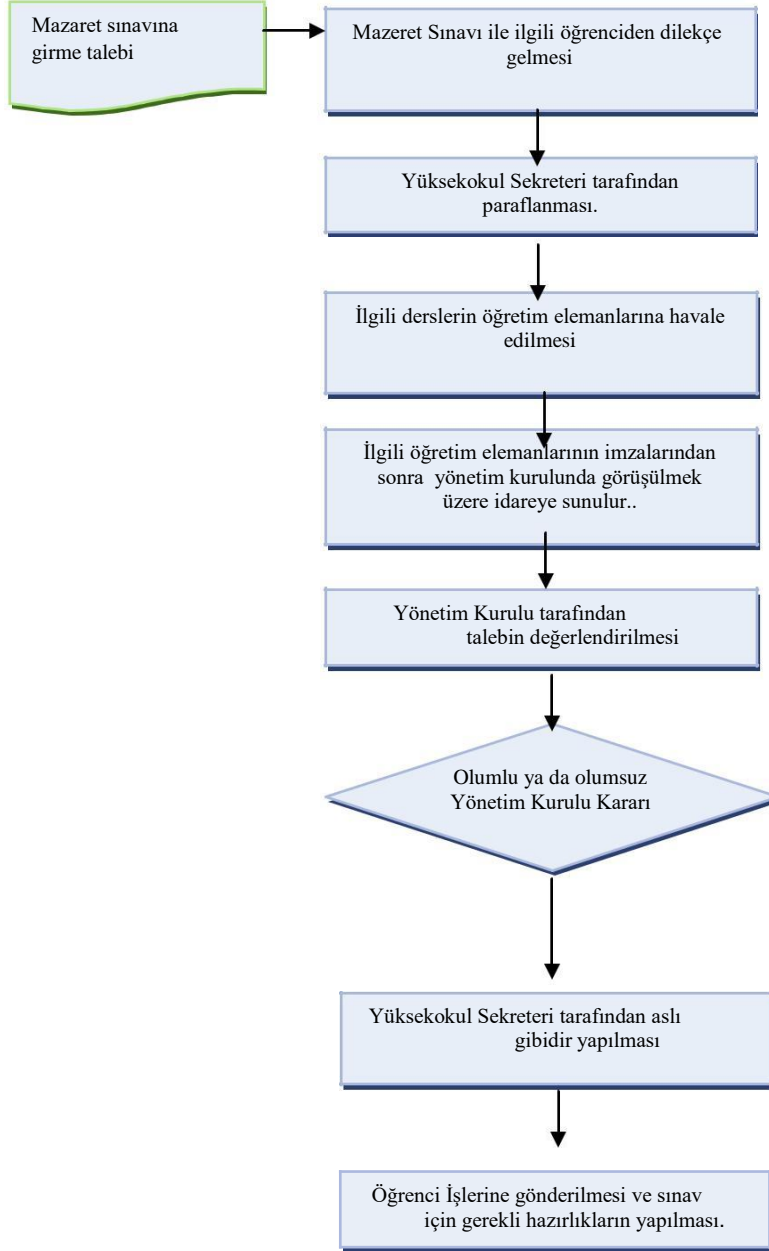 Mazaret sınavına
girme talebi
Mazeret Sınavı ile ilgili öğrenciden dilekçe
gelmesi
Yüksekokul Sekreteri tarafından
paraflanması.
İlgili derslerin öğretim elemanlarına havale
edilmesi
İlgili öğretim elemanlarının imzalarından
sonra yönetim kurulunda görüşülmek
üzere idareye sunulur..
Yönetim Kurulu tarafından
talebin değerlendirilmesi
Olumlu ya da olumsuz
Yönetim Kurulu Kararı
Yüksekokul Sekreteri tarafından aslı
gibidir yapılması
Öğrenci İşlerine gönderilmesi ve sınav
için gerekli hazırlıkların yapılması.